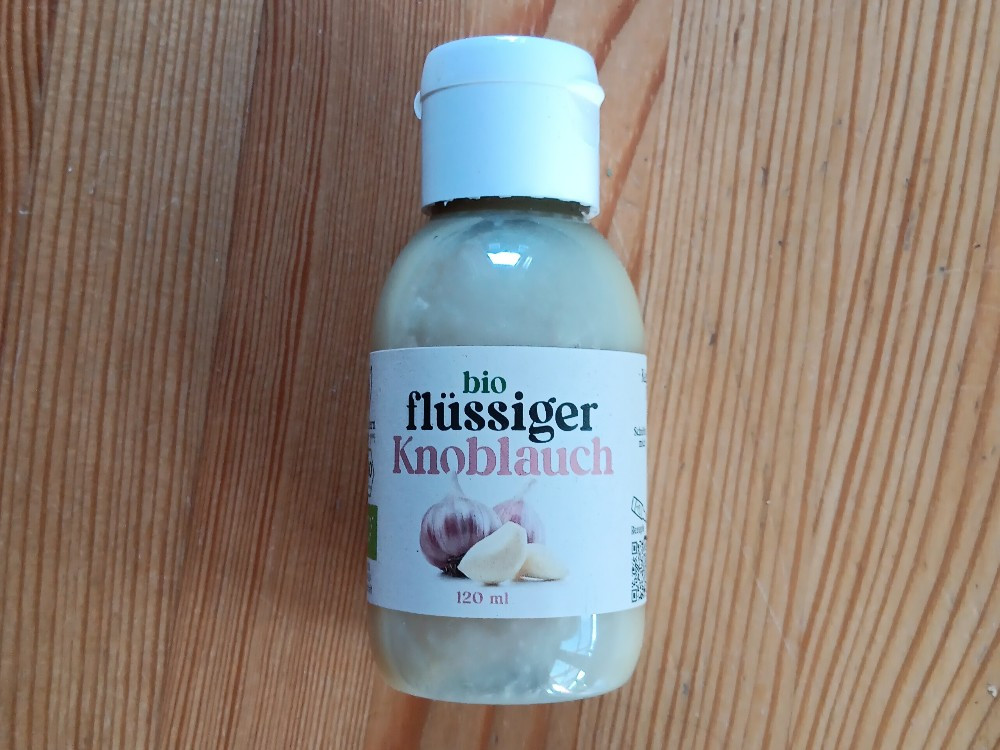 bio
flüssiger
Knoblauch
120 ml